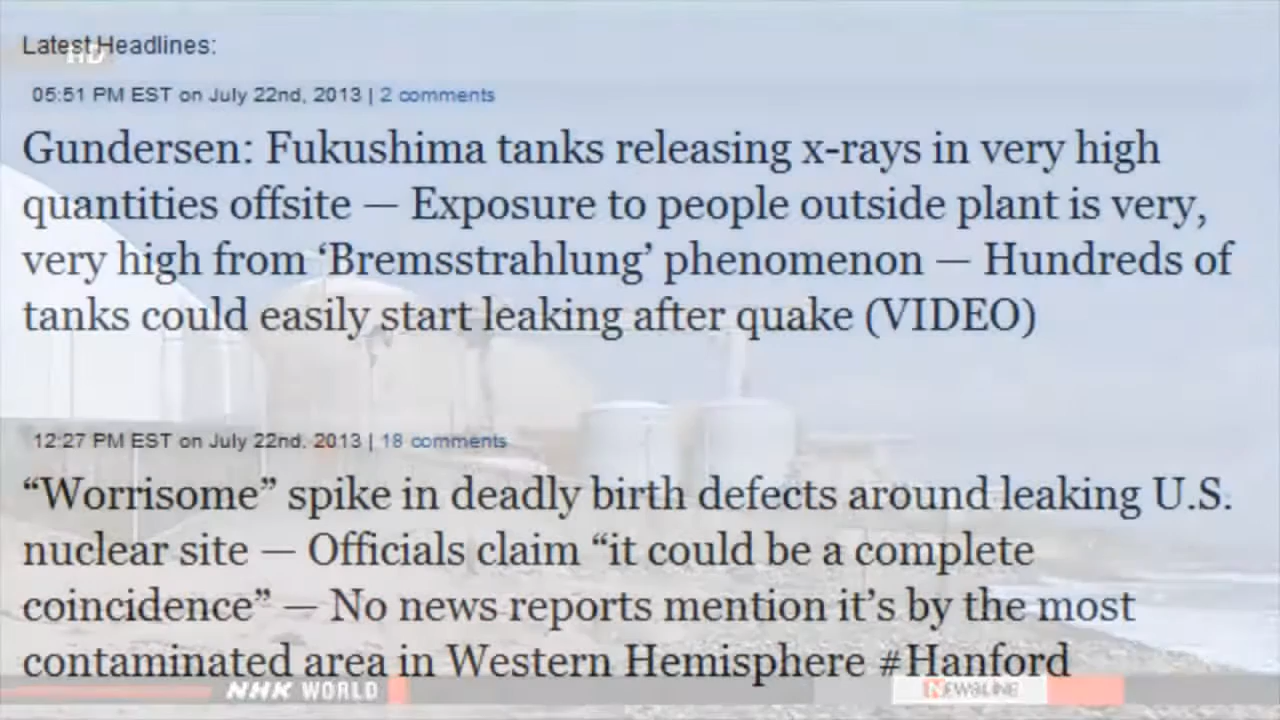 Latest Headlines:
HD
05:51 PM EST on July 22nd, 2013 | 2 comments
Gundersen: Fukushima tanks releasing x-rays in very high
quantities offsite — Exposure to people outside plant is very,
very high from ‘Bremsstrahlung’ phenomenon — Hundreds of
tanks could easily start leaking after quake (VIDEO)
12:27 PM EST on July 22nd, 2013 | 18 comments
“Worrisome” spike in deadly birth defects around leaking U.S.
nuclear site — Officials claim “it could be a complete
coincidence” — No news reports mention it’s by the most
contaminated area in Western Hemisphere #Hanford
NHK WORLD
NEWSLINE